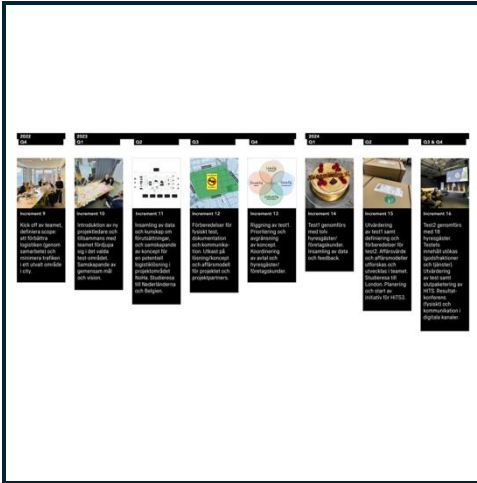 2022
Q4
2023
Q1
Q2
Q3
Q4
2024
Q1
Q2
Q3 & Q4
Increment 9
Kick off av teamet,
definiera scope:
att förbättra
logistiken (genom
samarbete) och
minimera trafiken
i ett utvalt område
i city.
Increment 10
Introduktion av ny
projektledare och
tillsammans med
teamet fördjupa
sig i det valda
test-området.
Samskapande av
gemensam mål
och vision.
Increment 11
Insamling av data
och kunskap om
förutsättningar,
och samskapande
av koncept för
en potentiell
logistiklösning i
projektområdet
Nolix. Studieresa
till Nederländerna
och Belgien.
Increment 12
Förberedelser för
fysiskt test,
dokumentation
och kommunika-
tion. Utkast på
lösning/koncept
och affärsmodell
för projektet och
projektpartners.
Increment 13
Riggning av test1.
Prioritering och
avgränsning
av koncept.
Koordinering
av avtal och
hyresgäster/
företagskunder.
Increment 14
Test1 genomförs
med tolv
hyresgäster/
företagskunder.
Insamling av data
och feedback.
Increment 15
Utvärdering
av test1 samt
definiering och
förberedelser för
test2. Affärsvärde
och affärsmodeller
utforskas och
utvecklas i teamet.
Studieresa till
London. Planering
och start av
initiativ för HITS3.
Increment 16
Test2 genomförs
med 18
hyresgäster.
Testets
innehåll utökas
(godsfraktioner
och tjänster).
Utvärdering
av test samt
slutpaketering av
HITS. Resultat-
konferens
(fysiskt) och
kommunikation i
digitala kanaler.